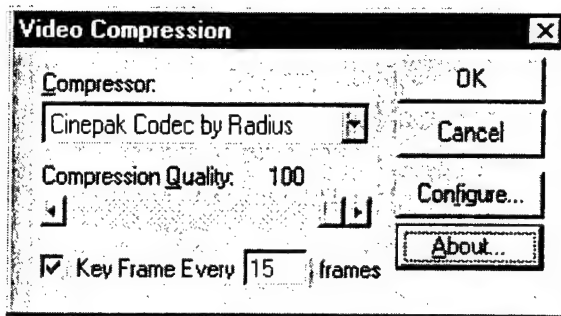 Video Compression
Compressor:
OK
Cinepak Codec by Radius
Cancel
Compression Quality: 100
Configure...
About...
Key Frame Every 15 frames